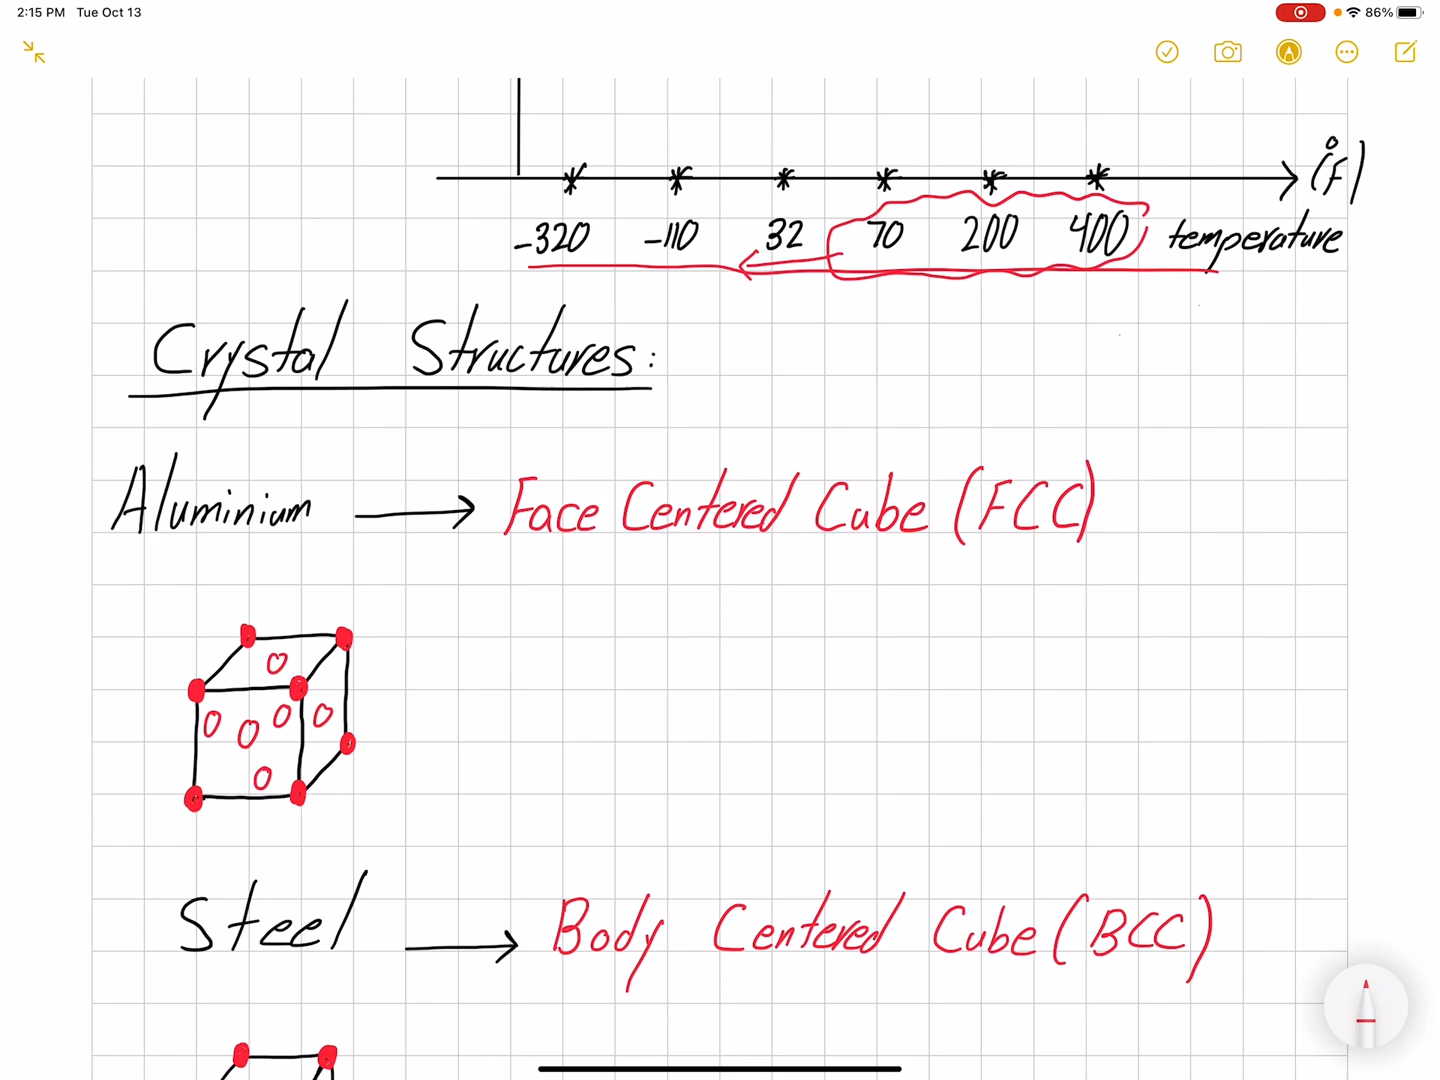 2:15 PM Tue Oct 13
86%
(°F)
-320 -110 32 70 200 400 temperature
Crystal Structures:
Aluminium → Face Centered Cube (FCC)
Steel → Body Centered Cube (BCC)